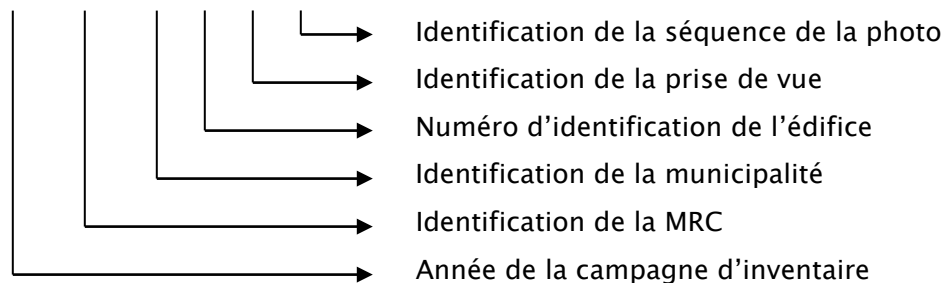 Identification de la séquence de la photo
Identification de la prise de vue
Numéro d’identification de l’édifice
Identification de la municipalité
Identification de la MRC
Année de la campagne d’inventaire